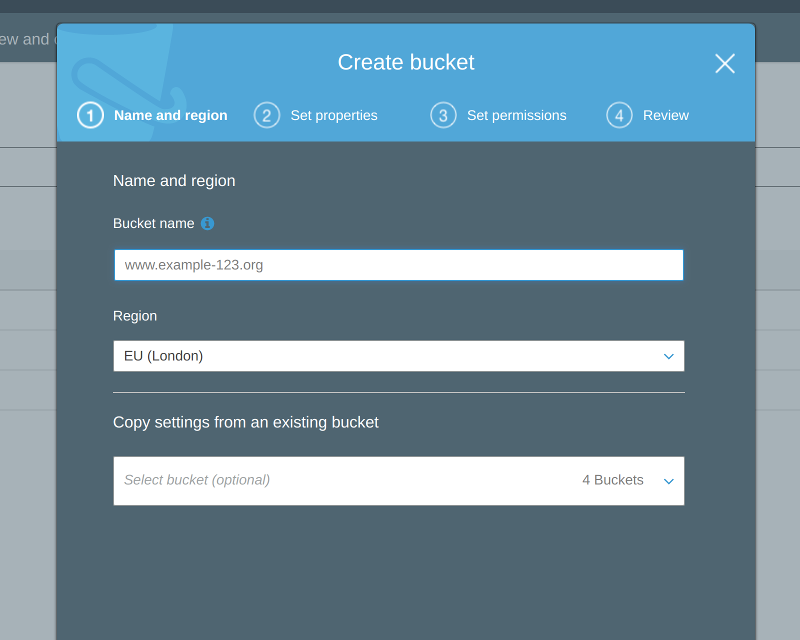 ew and
Create bucket
1 Name and region 2 Set properties 3 Set permissions 4 Review
Name and region
Bucket name i
www.example-123.org
Region
EU (London)
Copy settings from an existing bucket
Select bucket (optional) 4 Buckets